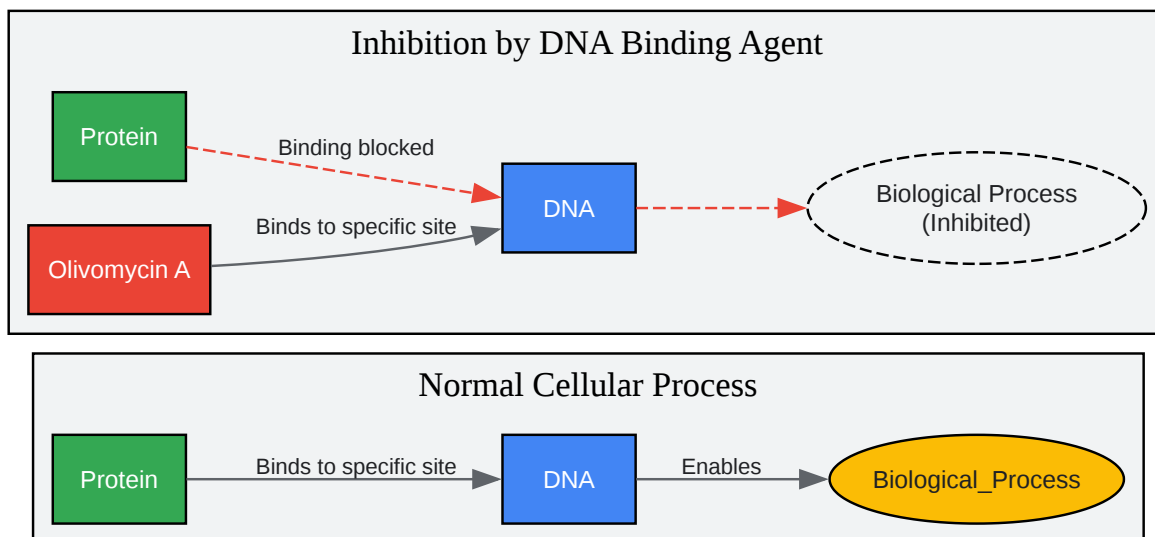 Inhibition by DNA Binding Agent
Protein
Binding blocked
DNA
Biological Process
(Inhibited)
Binds to specific site
Olivomycin A
Normal Cellular Process
Protein
Binds to specific site
DNA
Enables
Biological_Process